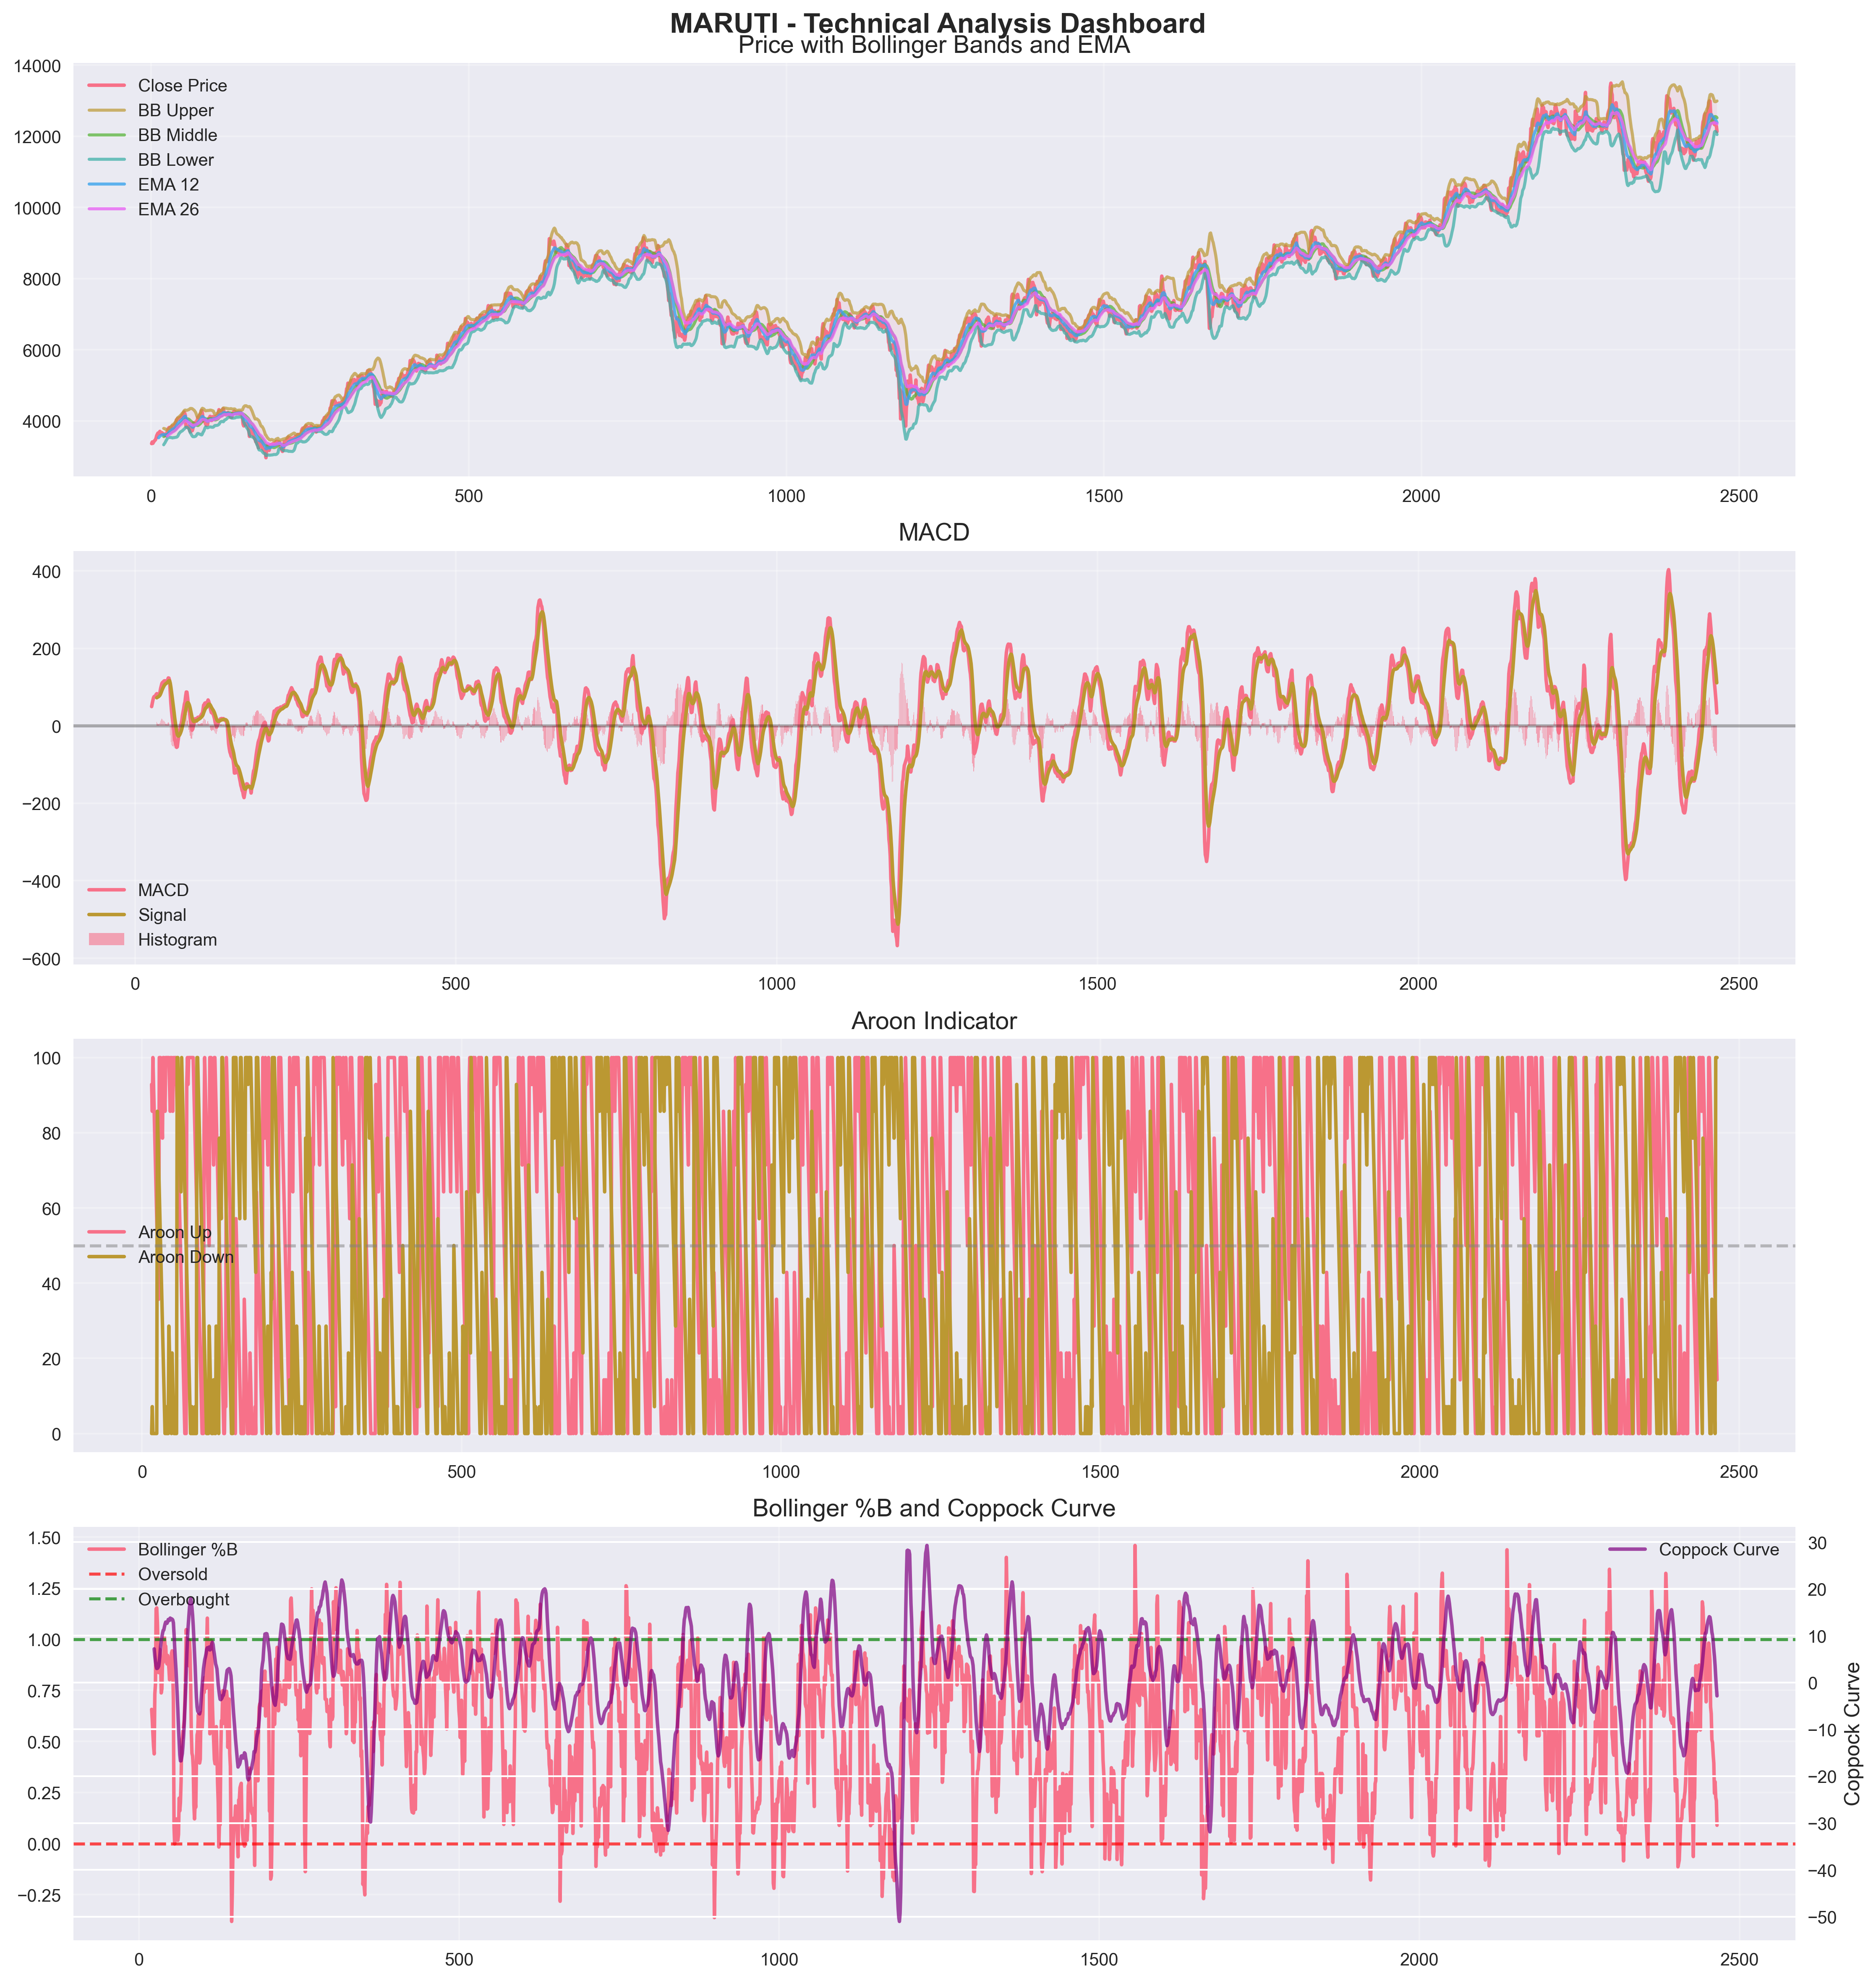 MARUTI - Technical Analysis Dashboard
Price with Bollinger Bands and EMA
14000
12000
10000
8000
6000
4000
Close Price
BB Upper
BB Middle
BB Lower
EMA 12
EMA 26
0 500 1000 1500 2000 2500
MACD
400
200
0
−200
−400
−600
MACD
Signal
Histogram
0 500 1000 1500 2000 2500
Aroon Indicator
100
80
60
40
20
0
Aroon Up
Aroon Down
0 500 1000 1500 2000 2500
Bollinger %B and Coppock Curve
1.50
1.25
1.00
0.75
0.50
0.25
0.00
−0.25
Bollinger %B
Oversold
Overbought
Coppock Curve
30
20
10
0
−10
−20
−30
−40
−50
Coppock Curve
0 500 1000 1500 2000 2500